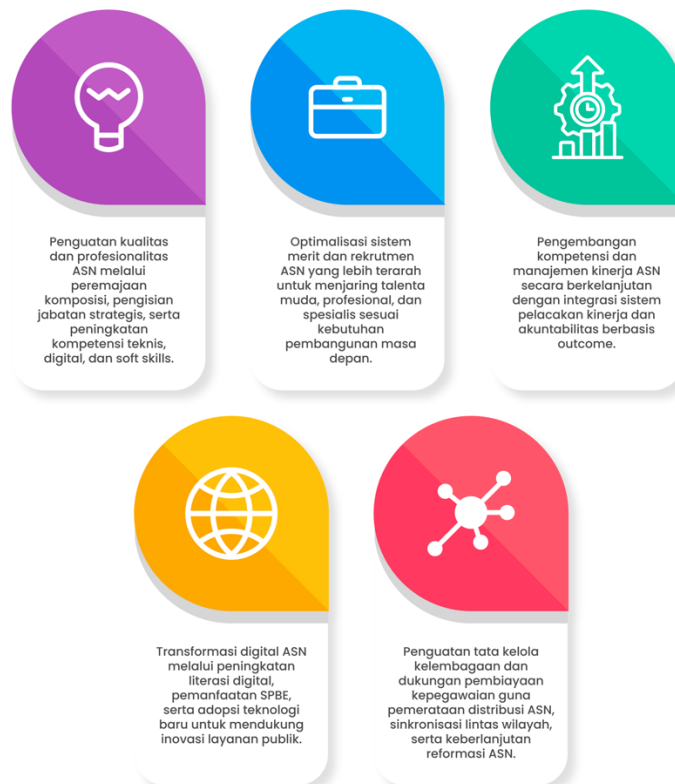 Penguatan kualitas
dan profesionalitas
ASN melalui
peremajaan
komposisi, pengisian
jabatan strategis, serta
peningkatan
kompetensi teknis,
digital, dan soft skills.
Optimalisasi sistem
merit dan rekrutmen
ASN yang lebih terarah
untuk menjaring talenta
muda, profesional, dan
spesialis sesuai
kebutuhan
pembangunan masa
depan.
Pengembangan
kompetensi dan
manajemen kinerja ASN
secara berkelanjutan
dengan integrasi sistem
pelacakan kinerja dan
akuntabilitas berbasis
outcome.
Transformasi digital ASN
melalui peningkatan
literasi digital,
pemanfaatan SPBE,
serta adopsi teknologi
baru untuk mendukung
inovasi layanan publik.
Penguatan tata kelola
kelembagaan dan
dukungan pembiayaan
kepegawaian guna
pemerataan distribusi ASN,
sinkronisasi lintas wilayah,
serta keberlanjutan
reformasi ASN.